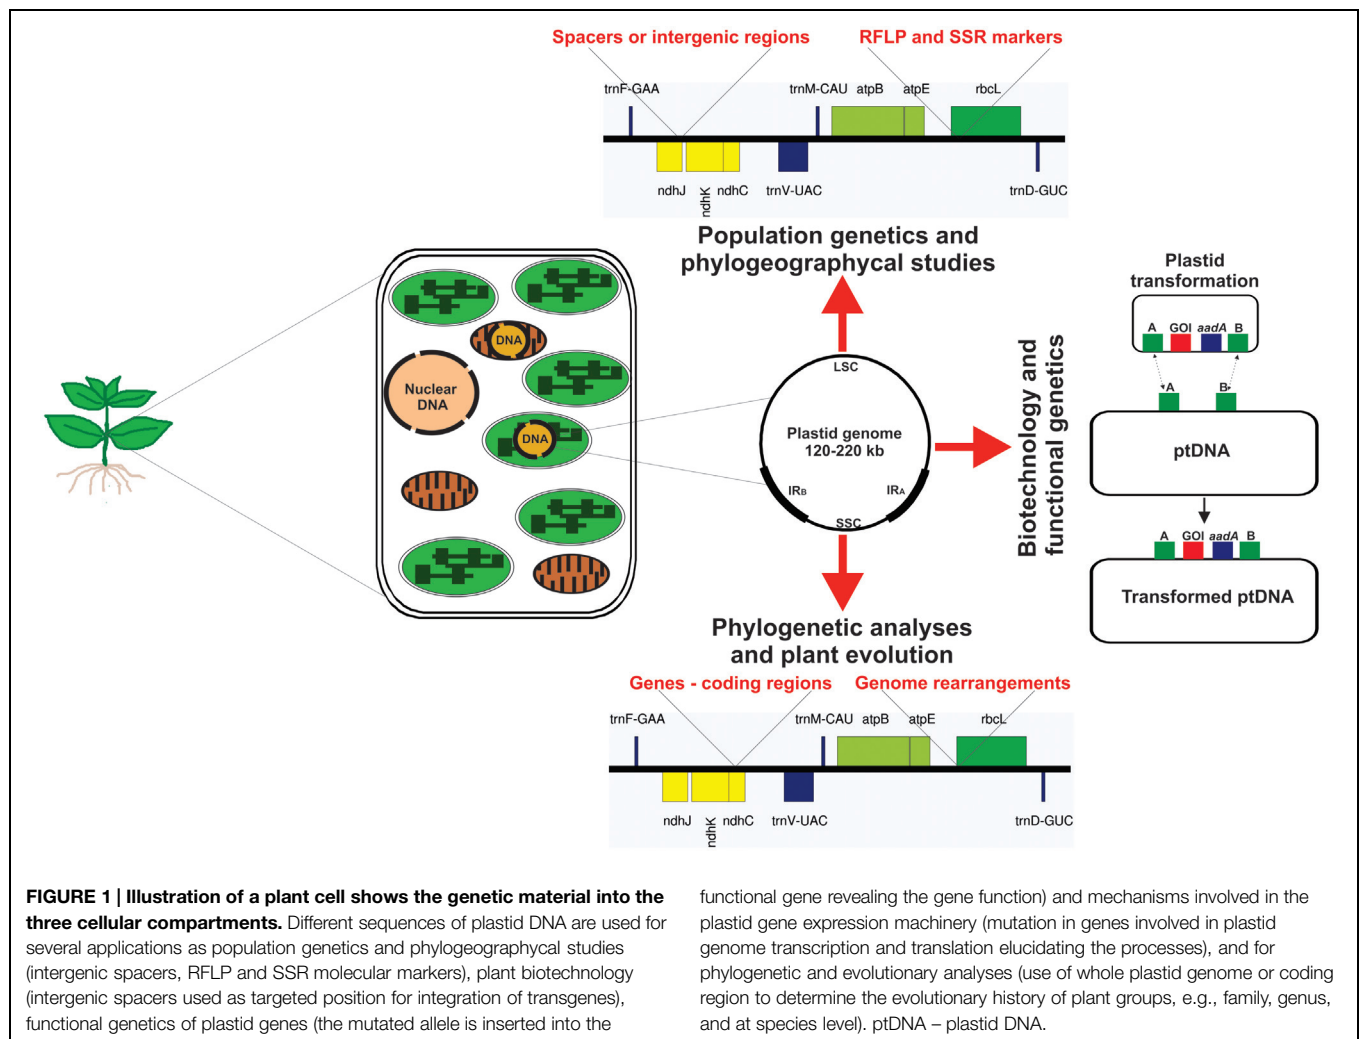 Spacers or intergenic regions
RFLP and SSR markers
trnF-GAA
trnM-CAU
atpB
atpE
rbcL
ndhJ
ndhK
ndhC
trnV-UAC
trnD-GUC
Population genetics and
phylogeographycal studies
DNA
Nuclear
DNA
DNA
LSC
Plastid genome
120-220 kb
IRB
IRA
SSC
Biotechnology and
functional genetics
Plastid
transformation
A GOI aadA B
A B
ptDNA
A GOI aadA B
Transformed ptDNA
Phylogenetic analyses
and plant evolution
Genes - coding regions
Genome rearrangements
trnF-GAA
trnM-CAU
atpB
atpE
rbcL
ndhJ
ndhK
ndhC
trnV-UAC
trnD-GUC
FIGURE 1 | Illustration of a plant cell shows the genetic material into the
three cellular compartments. Different sequences of plastid DNA are used for
several applications as population genetics and phylogeographycal studies
(intergenic spacers, RFLP and SSR molecular markers), plant biotechnology
(intergenic spacers used as targeted position for integration of transgenes),
functional genetics of plastid genes (the mutated allele is inserted into the
functional gene revealing the gene function) and mechanisms involved in the
plastid gene expression machinery (mutation in genes involved in plastid
genome transcription and translation elucidating the processes), and for
phylogenetic and evolutionary analyses (use of whole plastid genome or coding
region to determine the evolutionary history of plant groups, e.g., family, genus,
and at species level). ptDNA – plastid DNA.